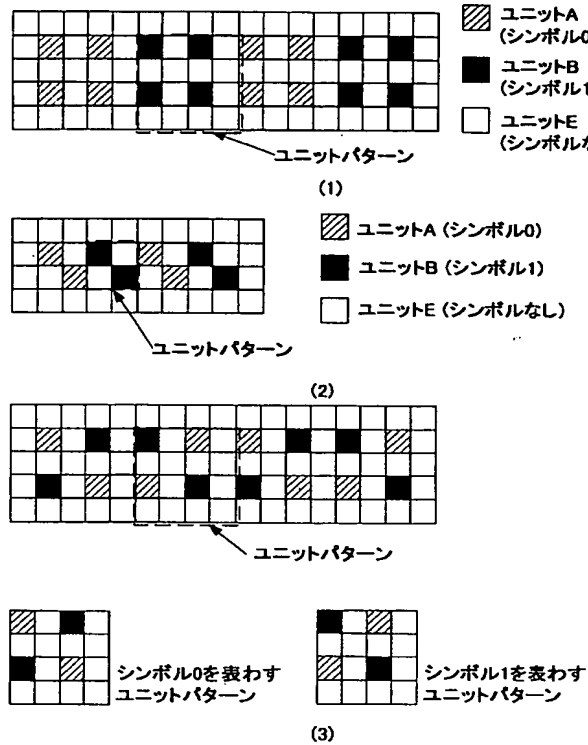 ユニットA
(シンボル0
ユニットB
(シンボル1
ユニットE
(シンボルな
ユニットパターン
(1)
ユニットA (シンボル0)
ユニットB (シンボル1)
ユニットE (シンボルなし)
ユニットパターン
(2)
ユニットパターン
シンボル0を表わす
ユニットパターン
シンボル1を表わす
ユニットパターン
(3)